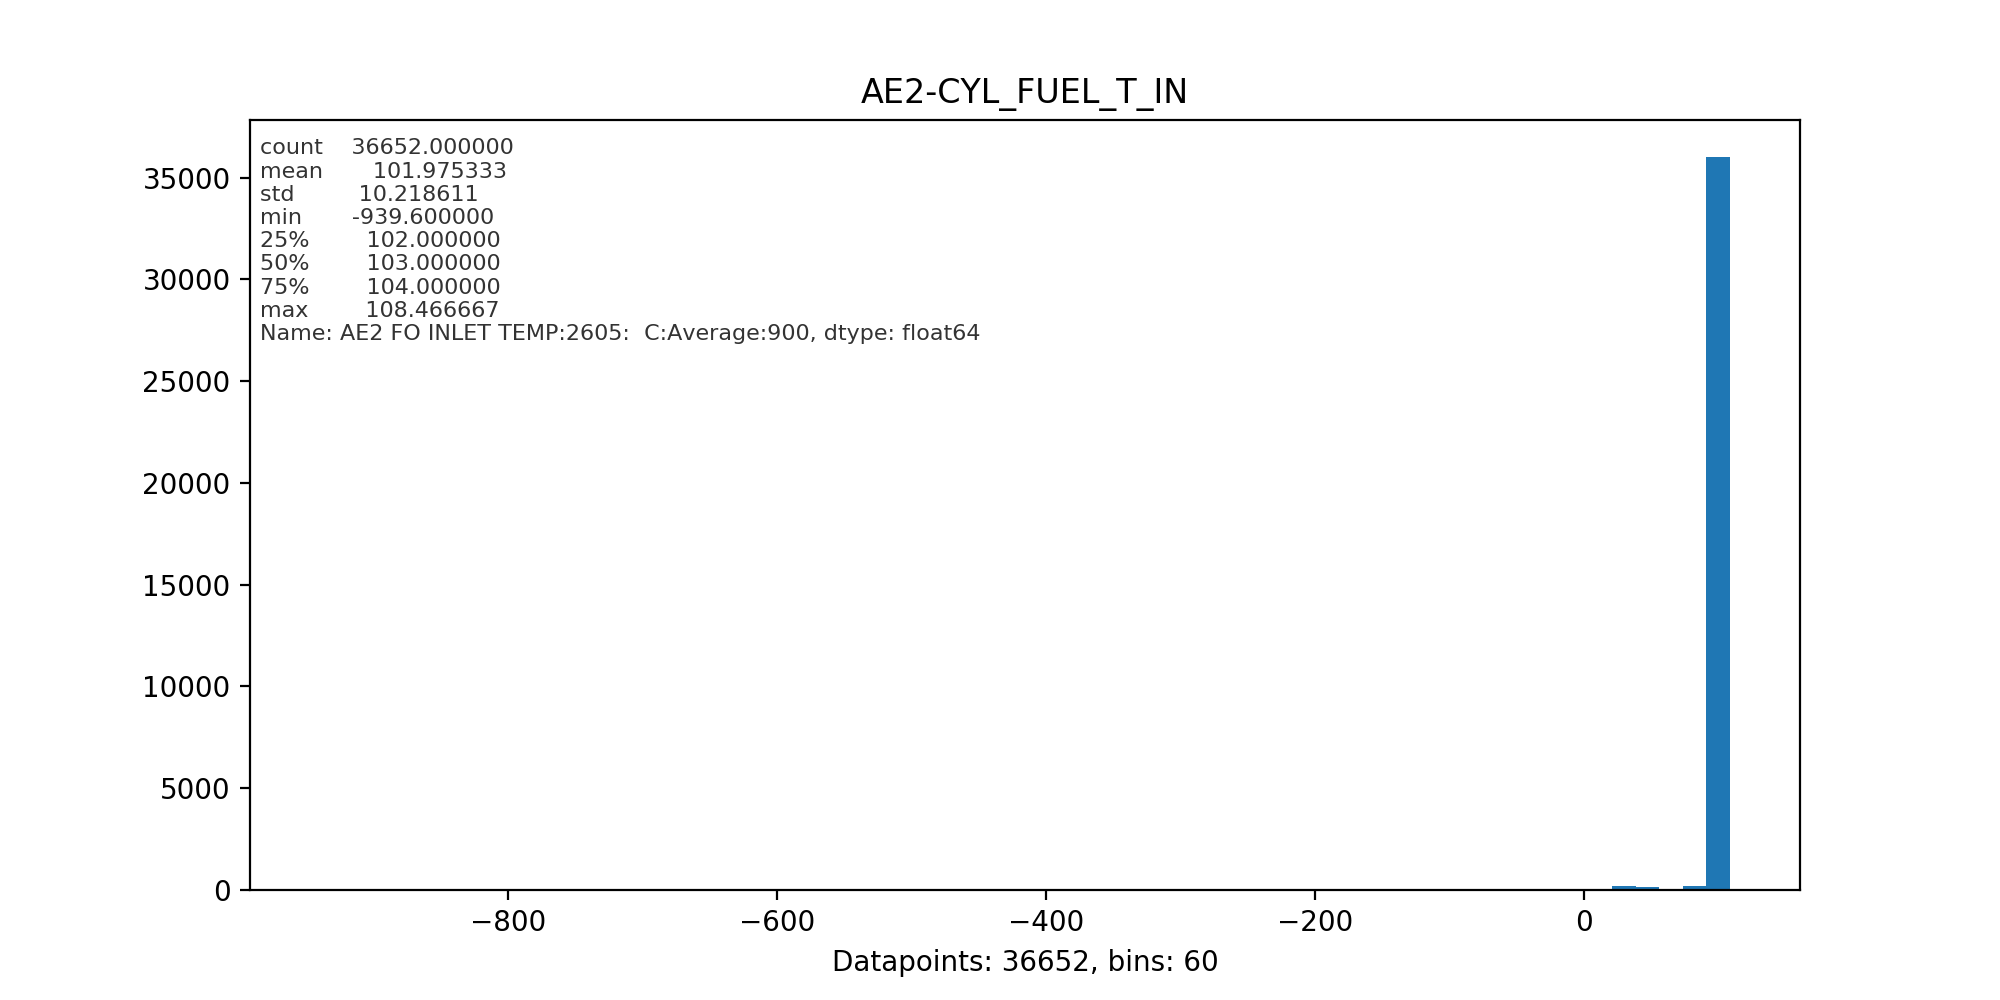 AE2-CYL_FUEL_T_IN
count 36652.000000
mean 101.975333
std 10.218611
min -939.600000
25% 102.000000
50% 103.000000
75% 104.000000
max 108.466667
Name: AE2 FO INLET TEMP:2605:  C:Average:900, dtype: float64
35000
30000
25000
20000
15000
10000
5000
0
−800 −600 −400 −200 0
Datapoints: 36652, bins: 60